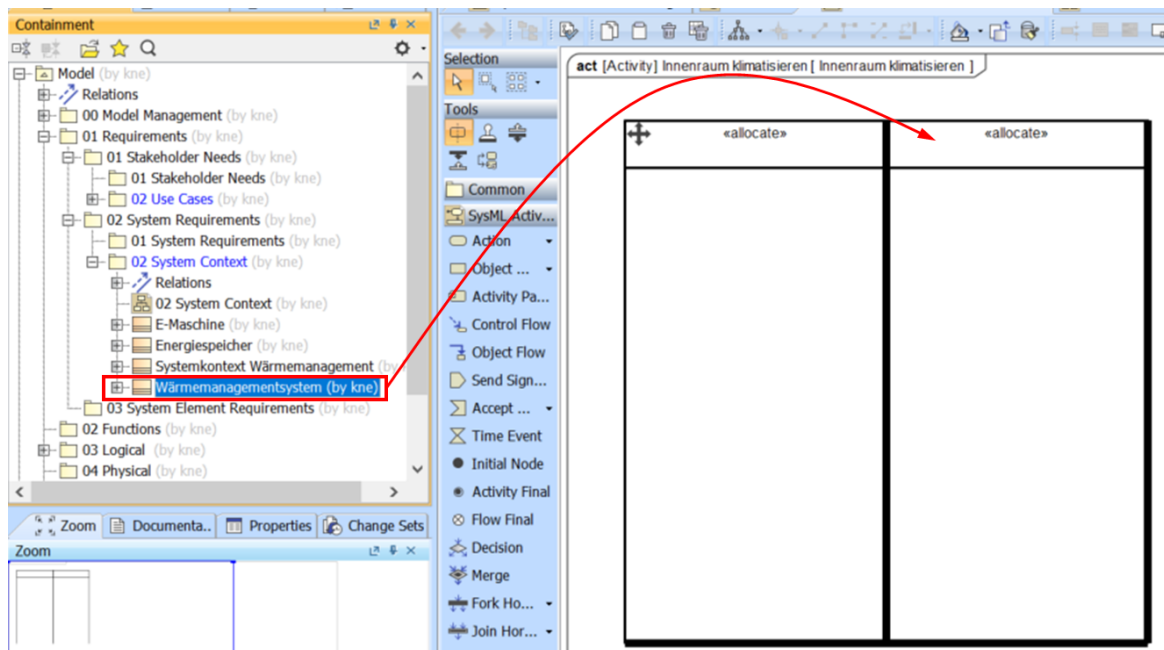 Containment
Model (by kne)
Relations
00 Model Management (by kne)
01 Requirements (by kne)
01 Stakeholder Needs (by kne)
01 Stakeholder Needs (by kne)
02 Use Cases (by kne)
02 System Requirements (by kne)
01 System Requirements (by kne)
02 System Context (by kne)
Relations
02 System Context (by kne)
E-Maschine (by kne)
Energiespeicher (by kne)
Systemkontext Wärmemanagement (by
Wärmemanagementsystem (by kne)
03 System Element Requirements (by kne)
02 Functions (by kne)
03 Logical (by kne)
04 Physical (by kne)
Zoom
Documenta..
Properties
Change Sets
Zoom
Selection
Tools
Common
SysML Activ...
Action
Object ...
Activity Pa...
Control Flow
Object Flow
Send Sign...
Accept ...
Time Event
Initial Node
Activity Final
Flow Final
Decision
Merge
Fork Ho...
Join Hor...
act [Activity] Innenraum klimatisieren [ Innenraum klimatisieren ]
«allocate»
«allocate»